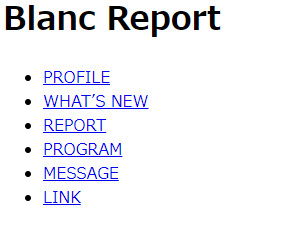 Blanc Report
PROFILE
WHAT’S NEW
REPORT
PROGRAM
MESSAGE
LINK